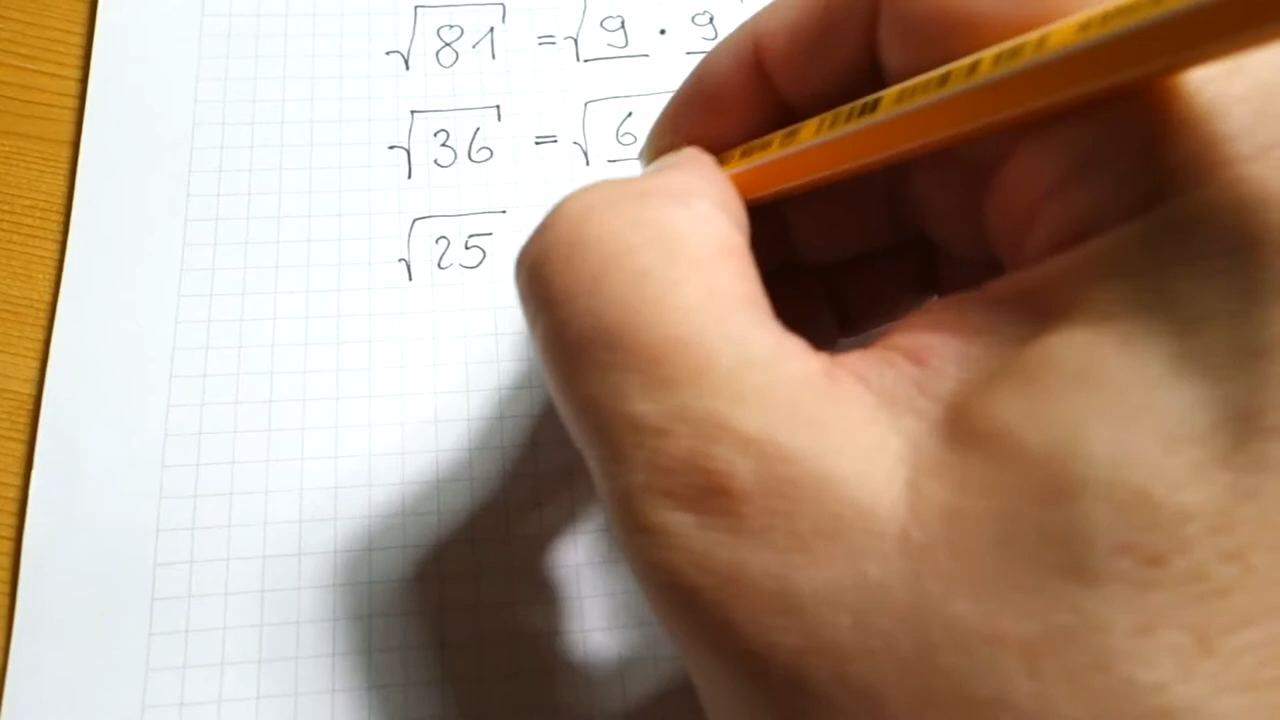 √81 = √9 · 9
√36 = √6
√25